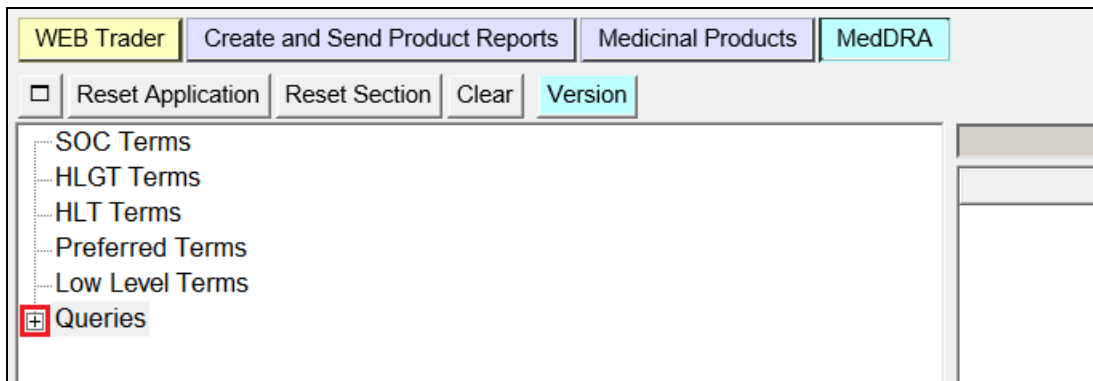 WEB Trader Create and Send Product Reports Medicinal Products MedDRA
Reset Application Reset Section Clear Version
SOC Terms
HLGT Terms
HLT Terms
Preferred Terms
Low Level Terms
Queries